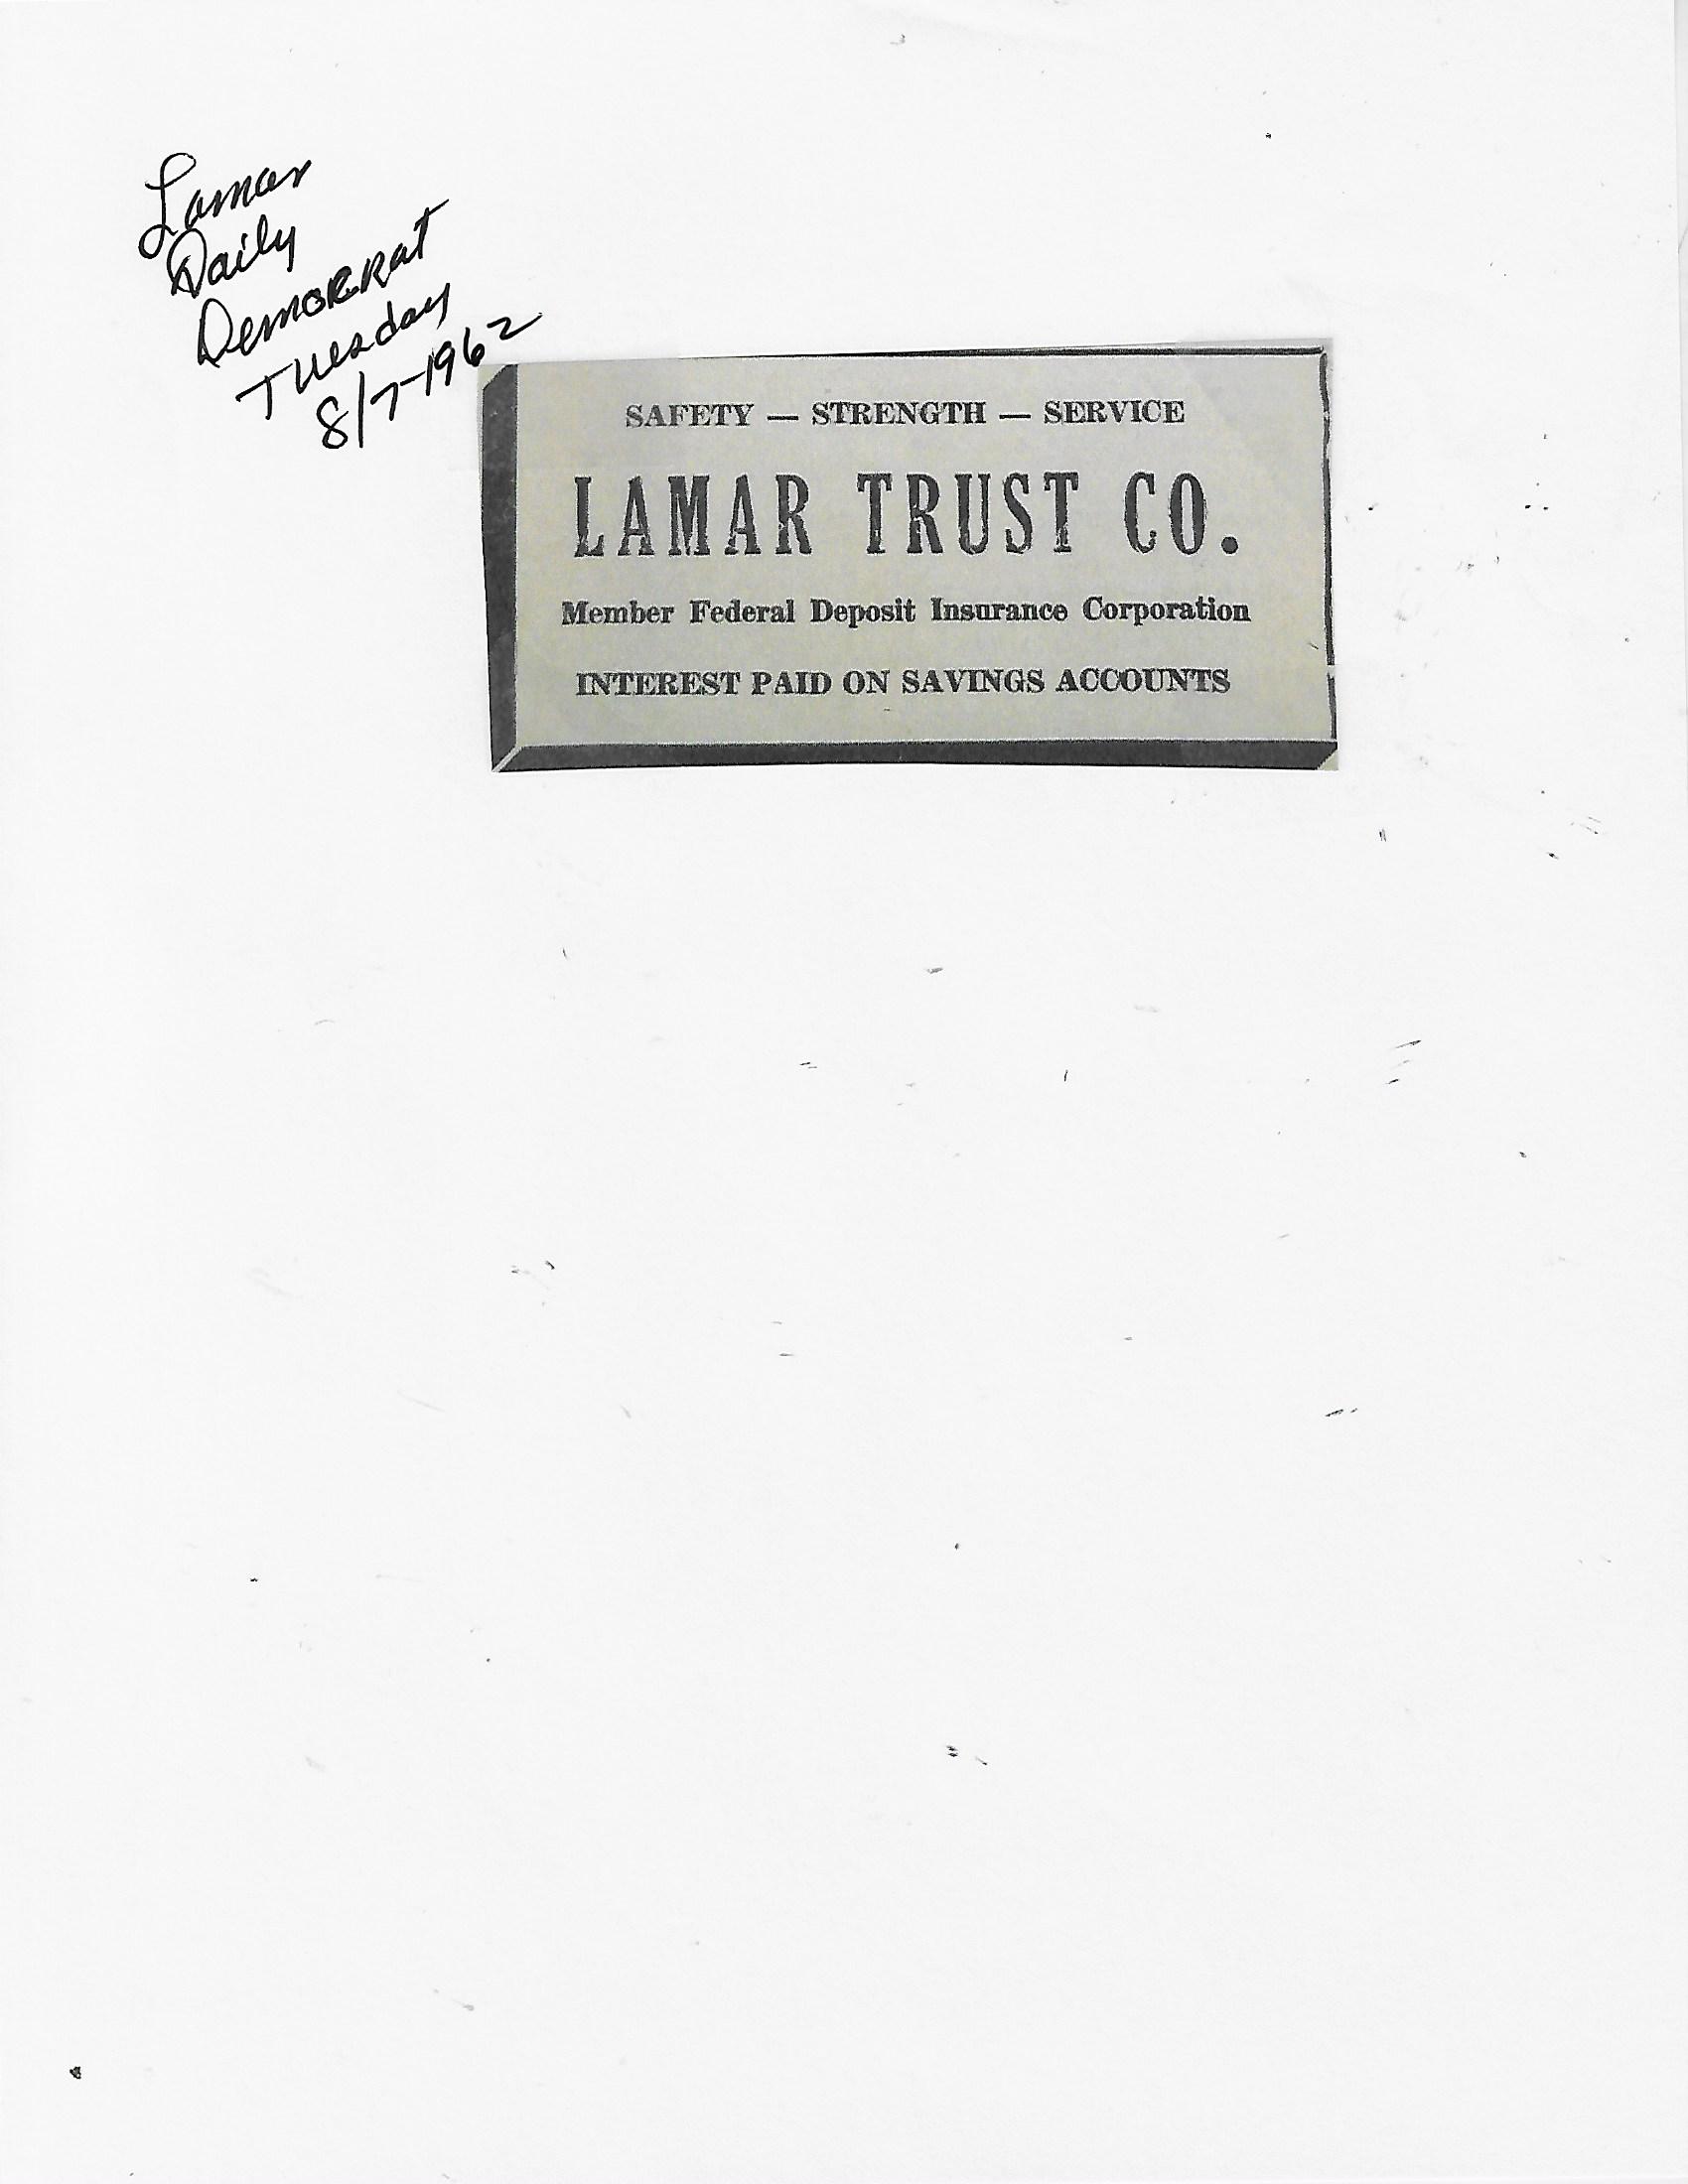 Lamar
Daily
Democrat
Tuesday
8/7-1962
SAFETY — STRENGTH — SERVICE
LAMAR TRUST CO.
Member Federal Deposit Insurance Corporation
INTEREST PAID ON SAVINGS ACCOUNTS